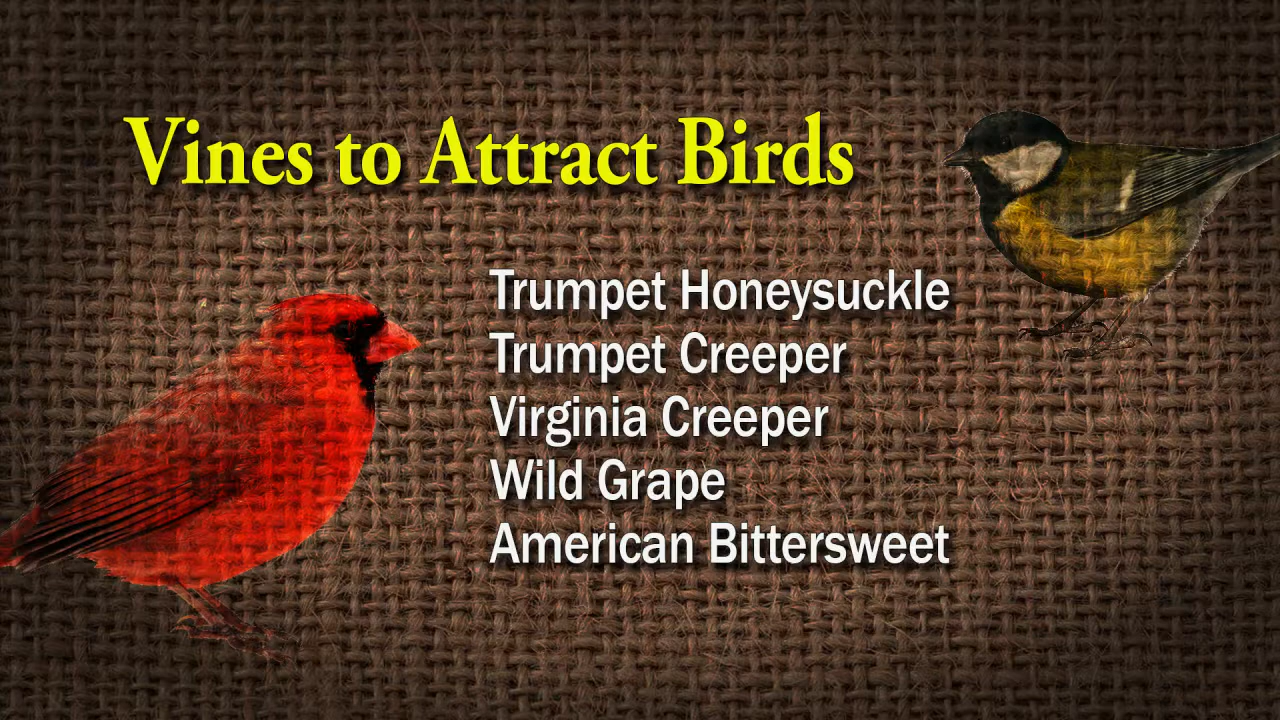 Vines to Attract Birds
Trumpet Honeysuckle
Trumpet Creeper
Virginia Creeper
Wild Grape
American Bittersweet